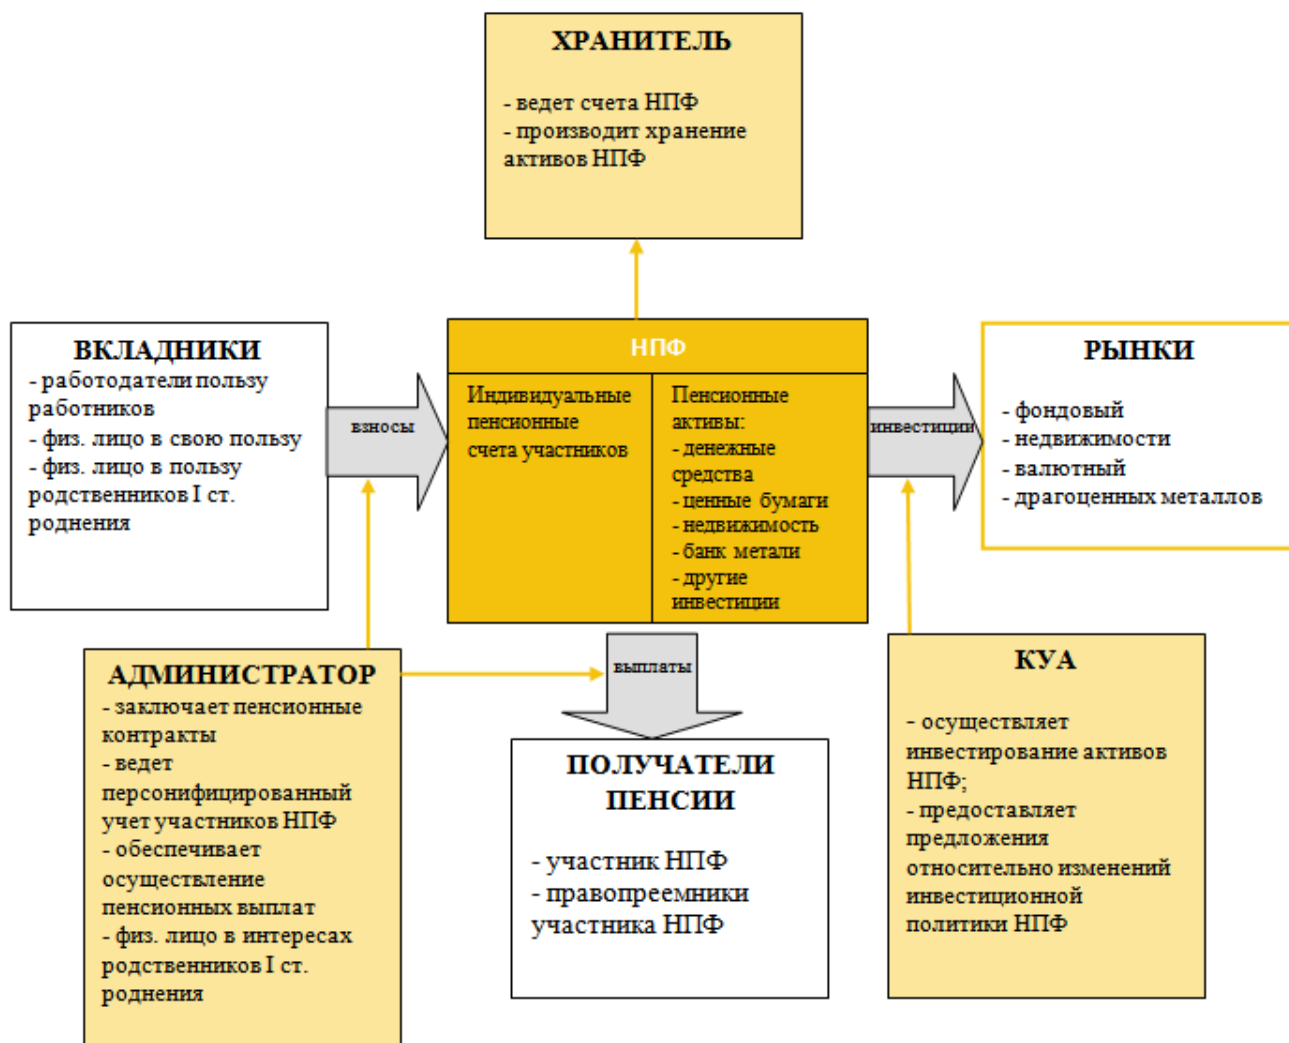 ХРАНИТЕЛЬ
- ведет счета НПФ
- производит хранение
активов НПФ
ВКЛАДНИКИ
- работодатели пользу
работников
- физ. лицо в свою пользу
- физ. лицо в пользу
родственников I ст.
роднения
взносы
НПФ
Индивидуальные
пенсионные
счета участников
Пенсионные
активы:
- денежные
средства
- ценные бумаги
- недвижимость
- банк метали
- другие
инвестиции
инвестиции
РЫНКИ
- фондовый
- недвижимости
- валютный
- драгоценных металлов
АДМИНИСТРАТОР
- заключает пенсионные
контракты
- ведет
персонифицированный
учет участников НПФ
- обеспечивает
осуществление
пенсионных выплат
- физ. лицо в интересах
родственников I ст.
роднения
выплаты
ПОЛУЧАТЕЛИ
ПЕНСИИ
- участник НПФ
- правопреемники
участника НПФ
КУА
- осуществляет
инвестирование активов
НПФ;
- предоставляет
предложения
относительно изменений
инвестиционной
политики НПФ